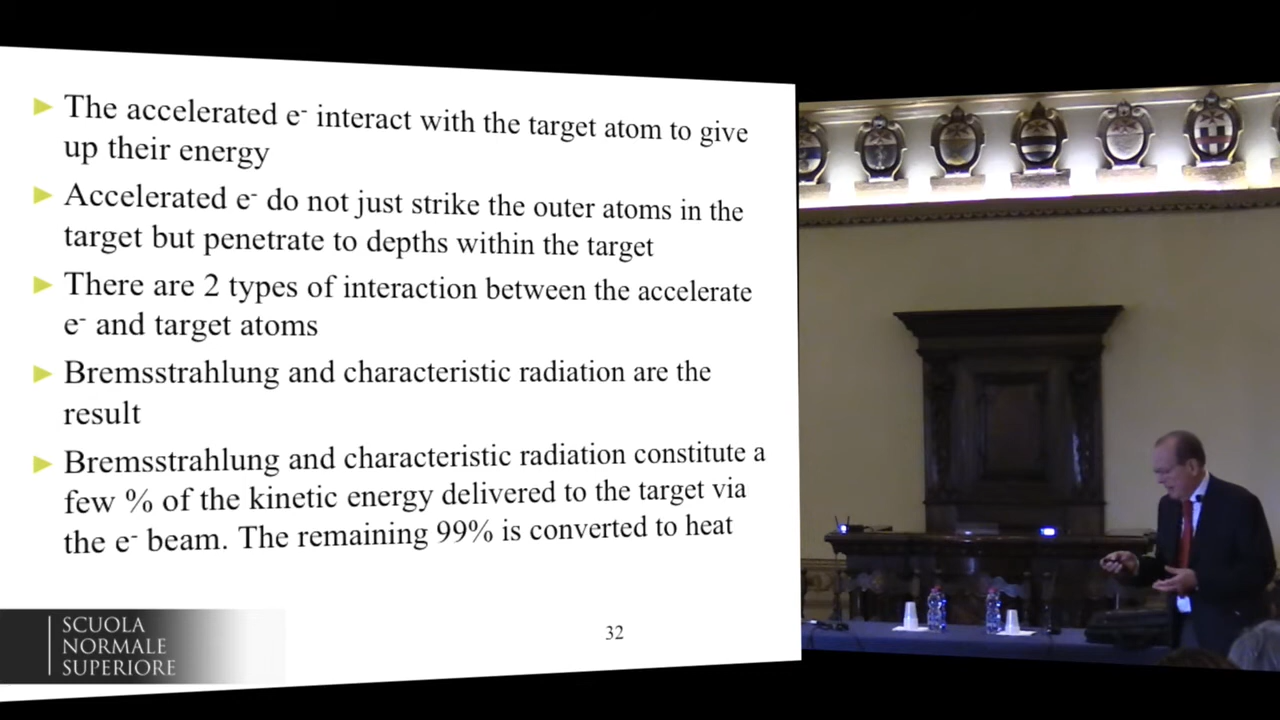 The accelerated e- interact with the target atom to give
up their energy
Accelerated e- do not just strike the outer atoms in the
target but penetrate to depths within the target
There are 2 types of interaction between the accelerate
e- and target atoms
Bremsstrahlung and characteristic radiation are the
result
Bremsstrahlung and characteristic radiation constitute a
few % of the kinetic energy delivered to the target via
the e- beam. The remaining 99% is converted to heat
32
SCUOLA
NORMALE
SUPERIORE